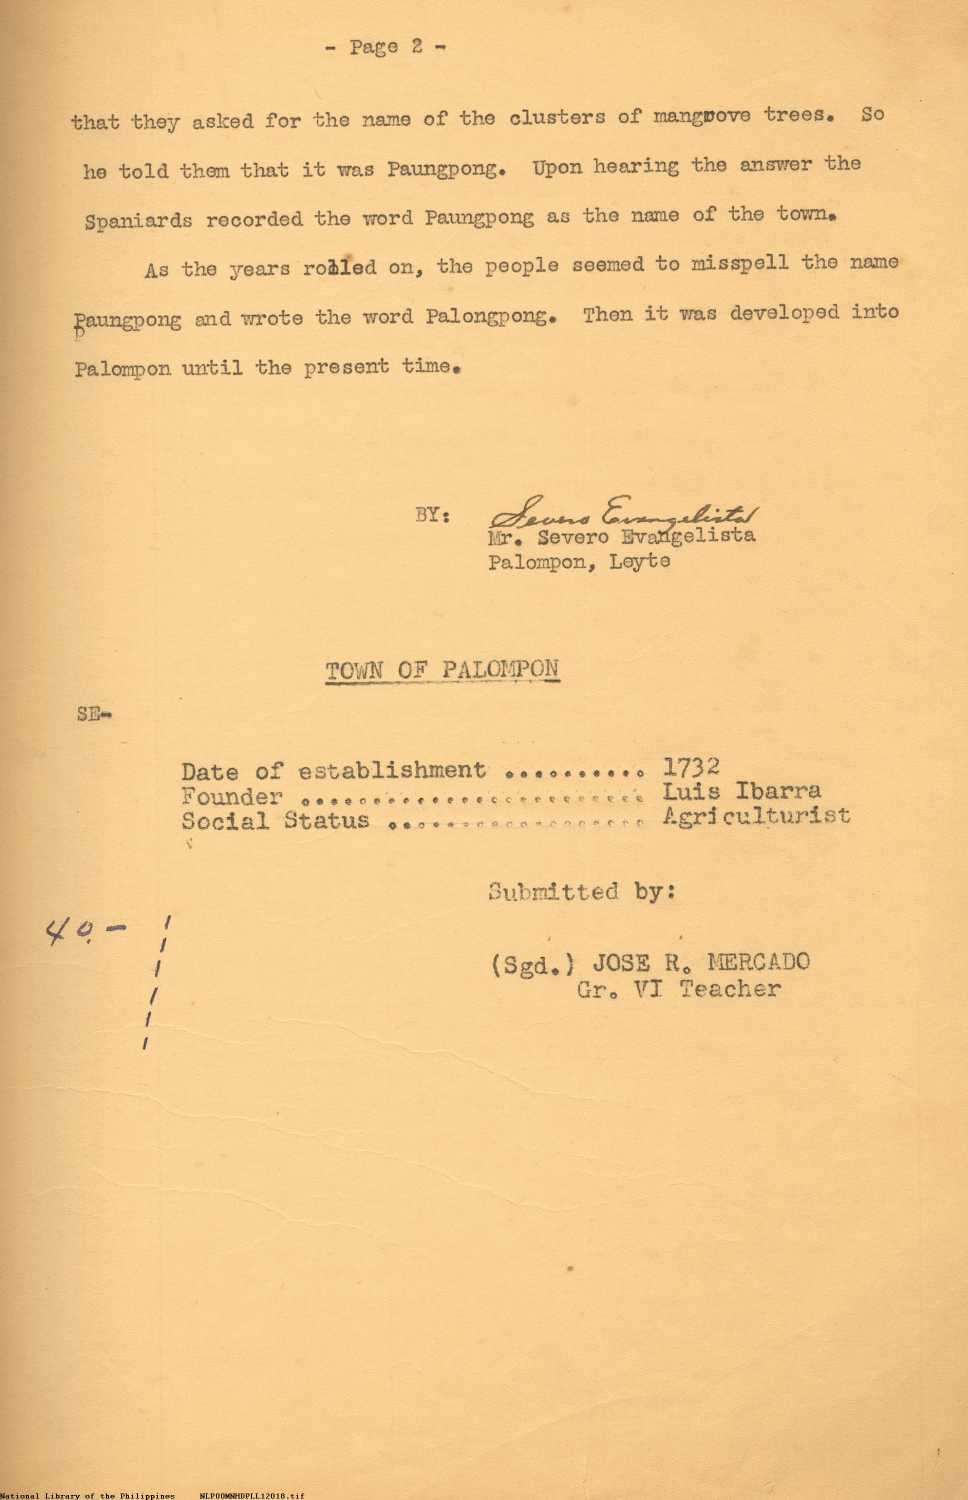 - Page 2 -
that they asked for the name of the clusters of mangrove trees. So
he told them that it was Paungpong. Upon hearing the answer the
Spaniards recorded the word Paungpong as the name of the town.
As the years rolled on, the people seemed to misspell the name
Paungpong and wrote the word Palongpong. Then it was developed into
Palompon until the present time.
BY: Severo Evangelista
Mr. Severo Evangelista
Palompon, Leyte
TOWN OF PALOMPON
SE-
Date of establishment .......... 1732
Founder ........................ Luis Ibarra
Social Status .................. Agriculturist
Submitted by:
40.-
(Sgd.) JOSE R. MERCADO
Gr. VI Teacher
National Library of the Philippines NLPOOMNHDPLL12018.tif